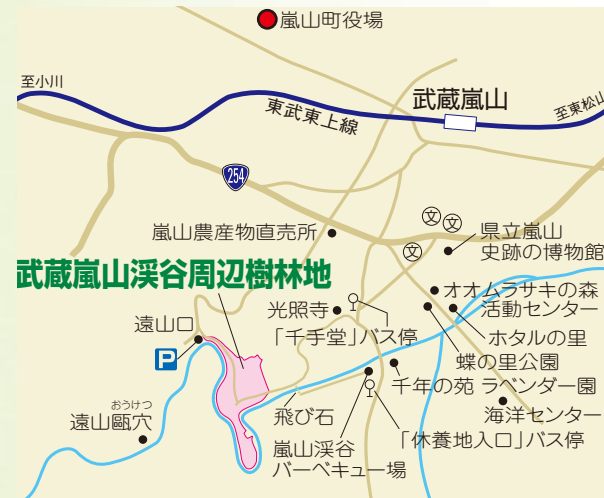 嵐山町役場
至小川
武蔵嵐山
東武東上線
至東松山
254
文
文
文
嵐山農産物直売所
県立嵐山
史跡の博物館
武蔵嵐山渓谷周辺樹林地
オオムラサキの森
活動センター
光照寺
遠山口
「千手堂」バス停
ホタルの里
P
蝶の里公園
千年の苑 ラベンダー園
おうけつ
遠山甌穴
飛び石
海洋センター
嵐山渓谷
バーベキュー場
「休養地入口」バス停